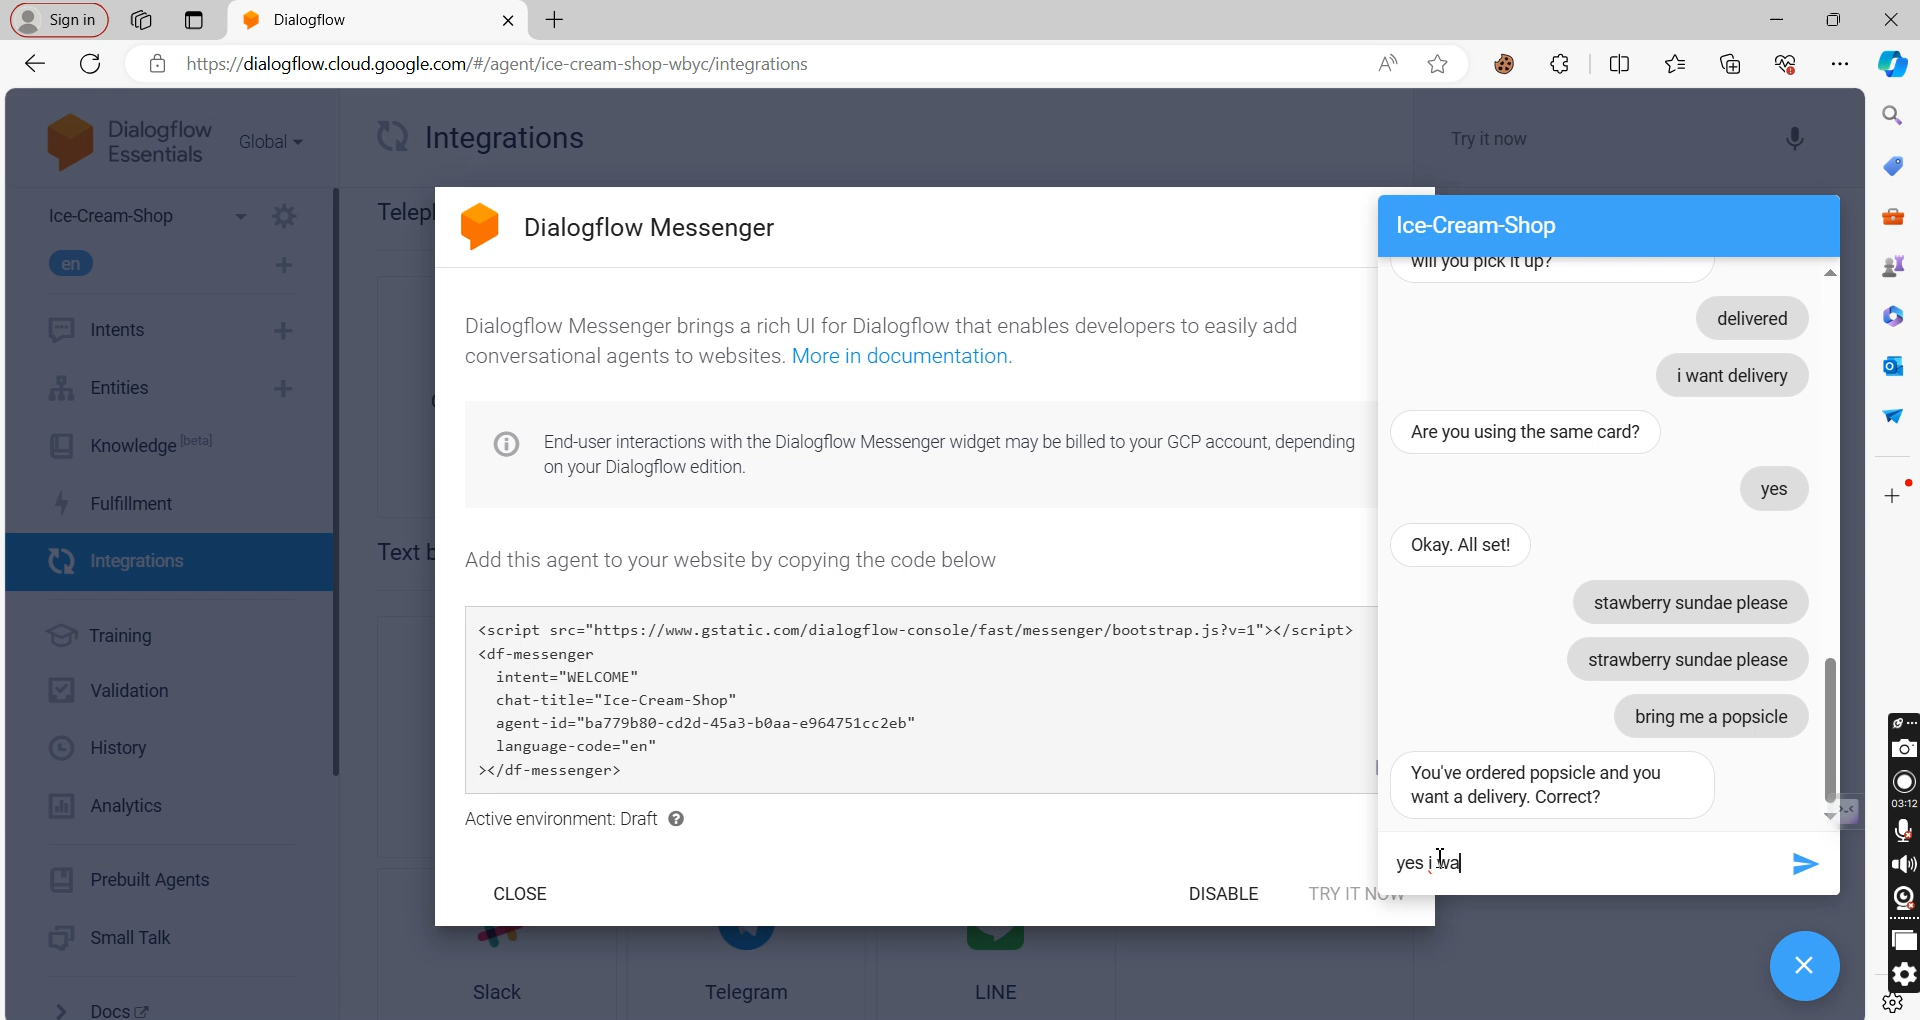 Sign in
Dialogflow
https://dialogflow.cloud.google.com/#/agent/ice-cream-shop-wbyc/integrations
Dialogflow
Essentials
Global
Integrations
Try it now
Ice-Cream-Shop
en
Intents
Entities
Knowledge [beta]
Fulfillment
Integrations
Training
Validation
History
Analytics
Prebuilt Agents
Small Talk
Docs
Text b
Slack
Telegram
LINE
Dialogflow Messenger
Dialogflow Messenger brings a rich UI for Dialogflow that enables developers to easily add
conversational agents to websites. More in documentation.
End-user interactions with the Dialogflow Messenger widget may be billed to your GCP account, depending
on your Dialogflow edition.
Add this agent to your website by copying the code below
<script src="https://www.gstatic.com/dialogflow-console/fast/messenger/bootstrap.js?v=1"></script>
<df-messenger
intent="WELCOME"
chat-title="Ice-Cream-Shop"
agent-id="ba779b80-cd2d-45a3-b0aa-e964751cc2eb"
language-code="en"
></df-messenger>
Active environment: Draft
CLOSE
DISABLE
TRY IT NOW
Ice-Cream-Shop
will you pick it up?
delivered
i want delivery
Are you using the same card?
yes
Okay. All set!
stawberry sundae please
strawberry sundae please
bring me a popsicle
You've ordered popsicle and you
want a delivery. Correct?
yes i wa
03:12